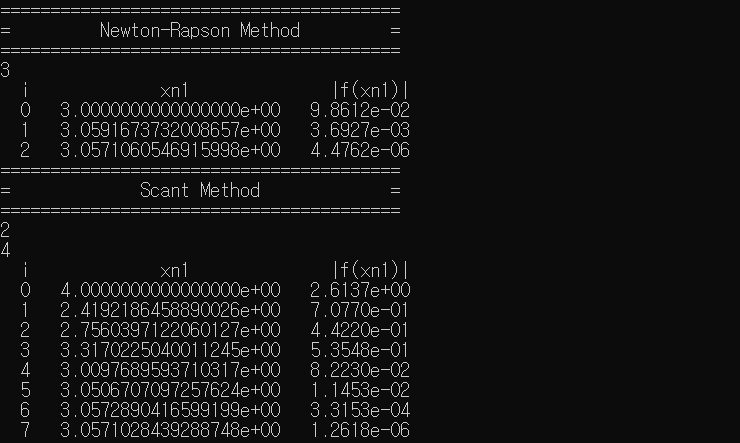 ========================================
=         Newton-Rapson Method         =
========================================
3
  i             xn1              |f(xn1)|
  0   3.0000000000000000e+00   9.8612e-02
  1   3.0591673732008657e+00   3.6927e-03
  2   3.0571060546915998e+00   4.4762e-06
========================================
=             Scant Method             =
========================================
2
4
  i             xn1              |f(xn1)|
  0   4.0000000000000000e+00   2.6137e+00
  1   2.4192186458890026e+00   7.0770e-01
  2   2.7560397122060127e+00   4.4220e-01
  3   3.3170225040011245e+00   5.3548e-01
  4   3.0097689593710317e+00   8.2230e-02
  5   3.0506707097257624e+00   1.1453e-02
  6   3.0572890416599199e+00   3.3153e-04
  7   3.0571028439288748e+00   1.2618e-06